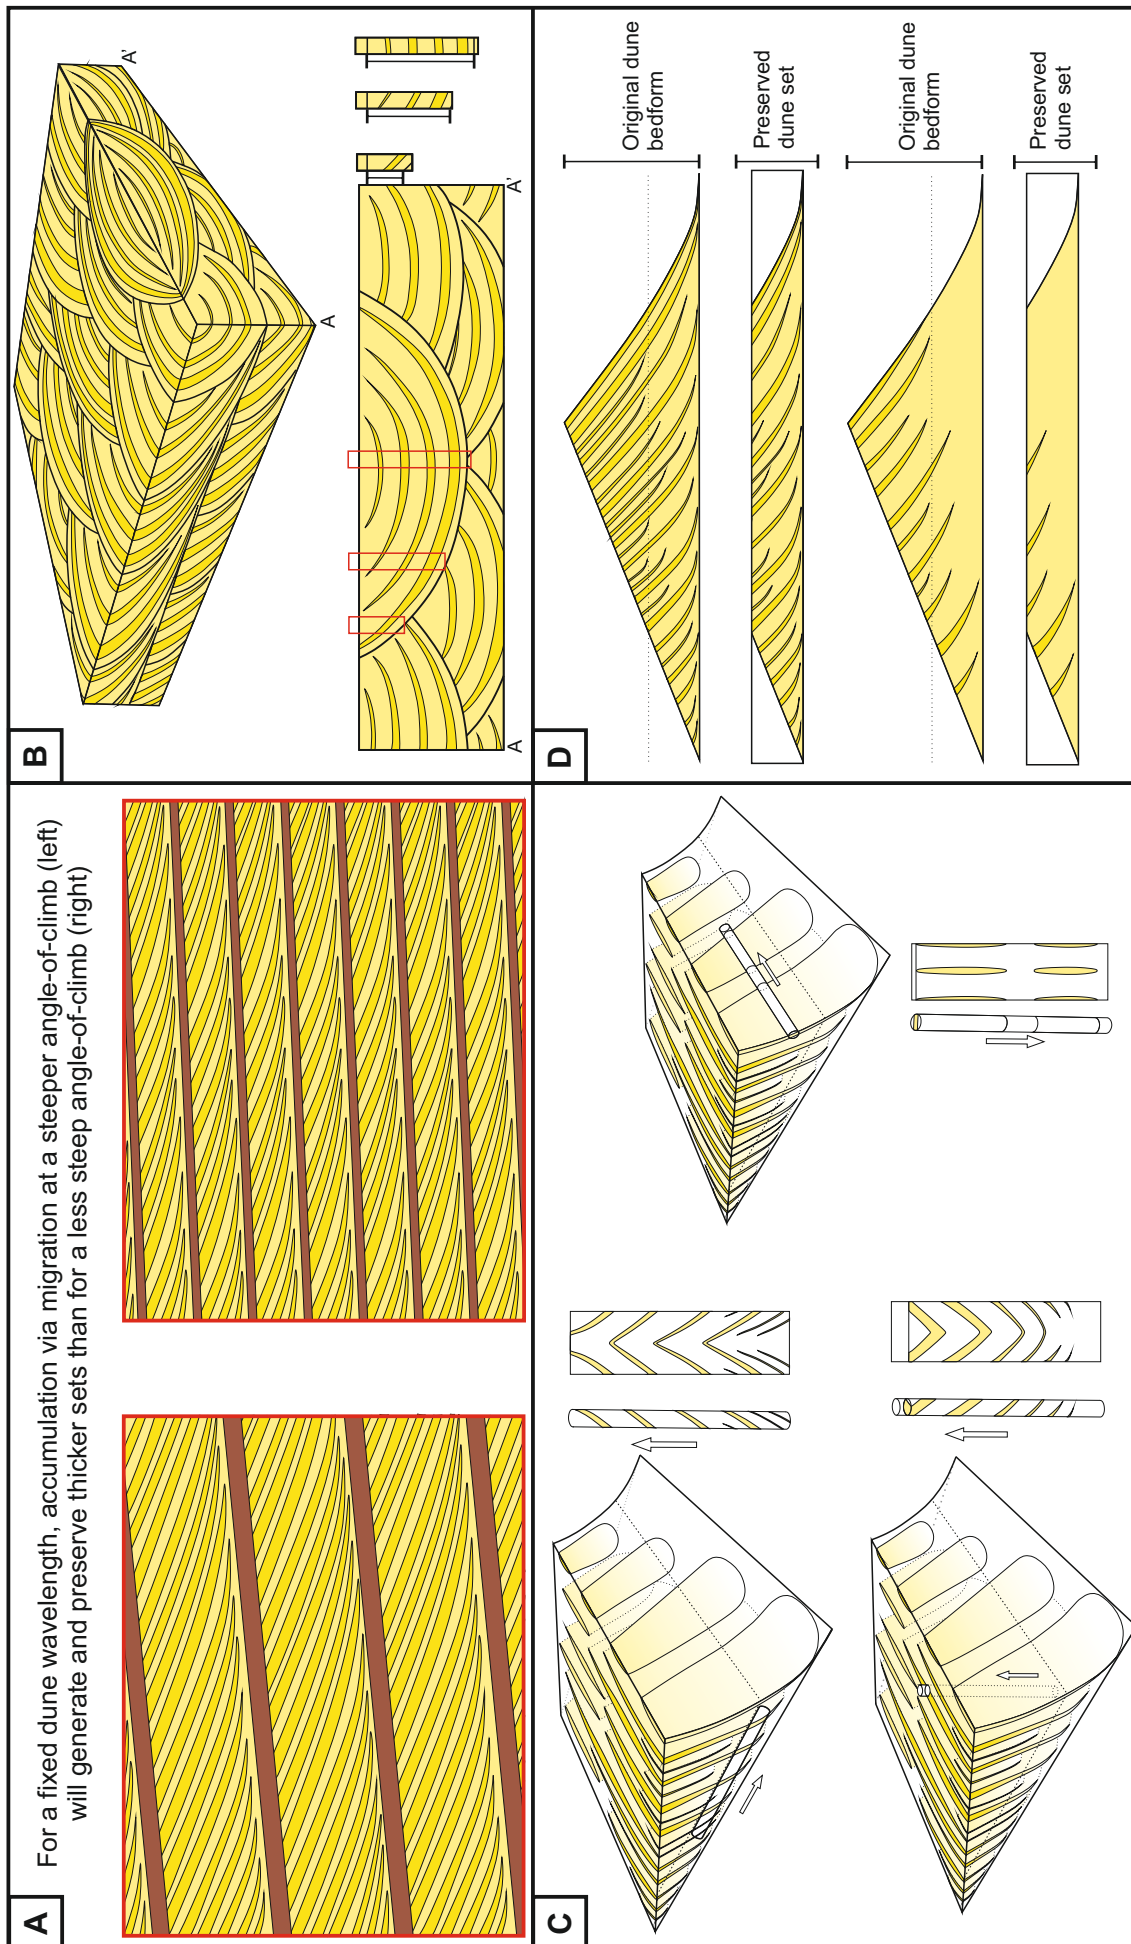 A
For a fixed dune wavelength, accumulation via migration at a steeper angle-of-climb (left)
will generate and preserve thicker sets than for a less steep angle-of-climb (right)
B
A
A'
A
A'
C
D
Original dune
bedform
Preserved
dune set
Original dune
bedform
Preserved
dune set